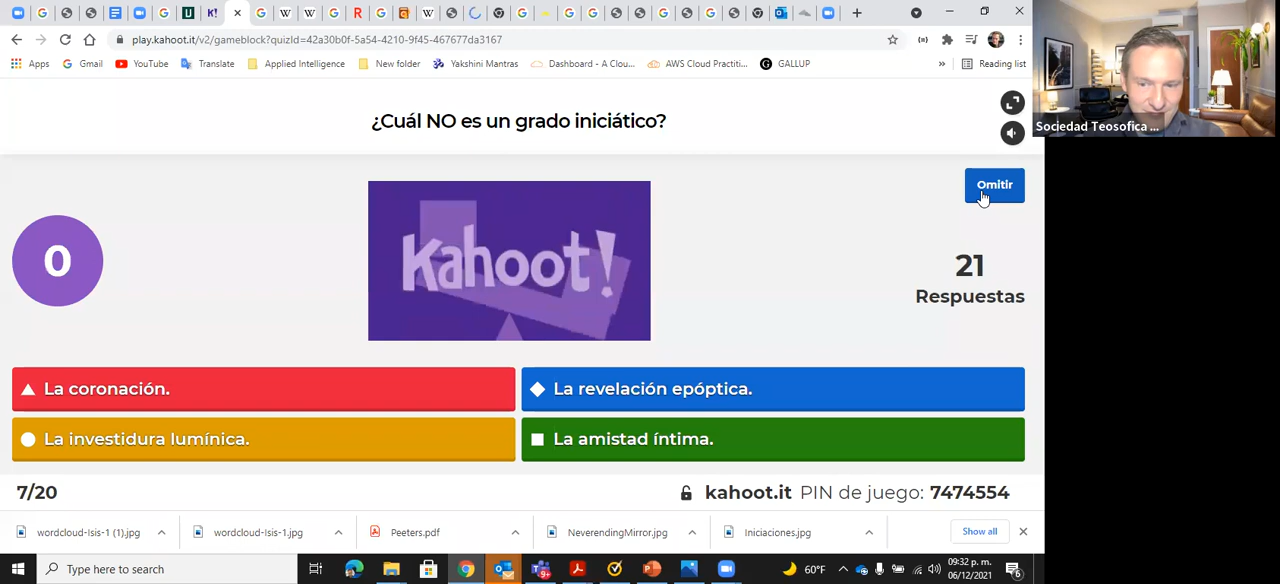 play.kahoot.it/v2/gameblock?quizId=42a30b0f-5a54-4210-9f45-467677da3167
Apps Gmail YouTube Translate Applied Intelligence New folder Yakshini Mantras Dashboard - A Clou... AWS Cloud Practiti... GALLUP » Reading list
Sociedad Teosofica ...
¿Cuál NO es un grado iniciático?
Omitir
0
Kahoot!
21
Respuestas
La coronación.
La revelación epóptica.
La investidura lumínica.
La amistad íntima.
7/20
kahoot.it PIN de juego: 7474554
wordcloud-Isis-1 (1).jpg wordcloud-Isis-1.jpg Peeters.pdf NeverendingMirror.jpg Iniciaciones.jpg Show all
Type here to search
60°F
09:32 p. m.
06/12/2021
6